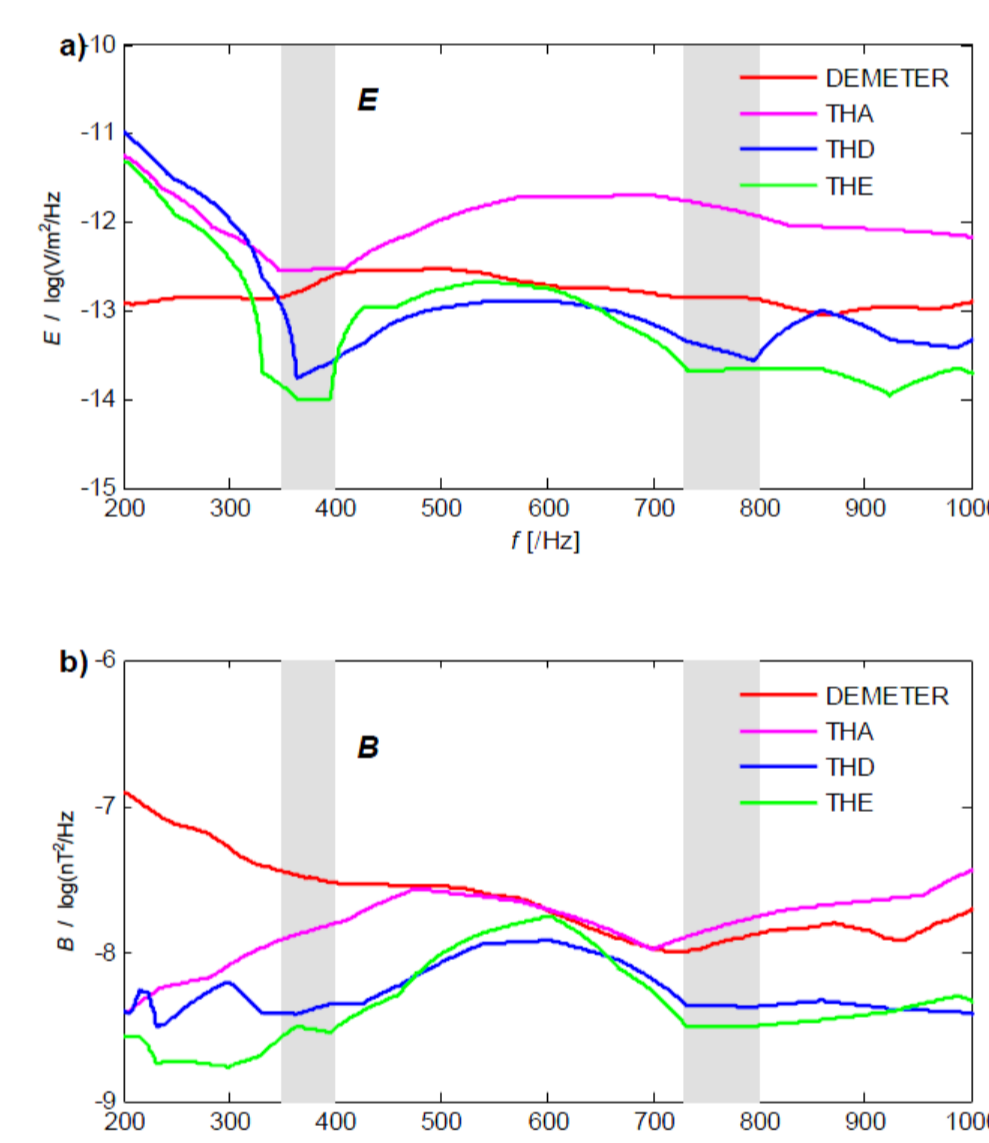 a) -10
E
DEMETER
-11
THA
THD
THE
-12
-13
-14
-15
E / log(V/m²/Hz
200 300 400 500 600 700 800 900 100
f [/Hz]
b) -6
B
DEMETER
THA
THD
-7
THE
-8
-9
B / log(nT²/Hz
200 300 400 500 600 700 800 900 100